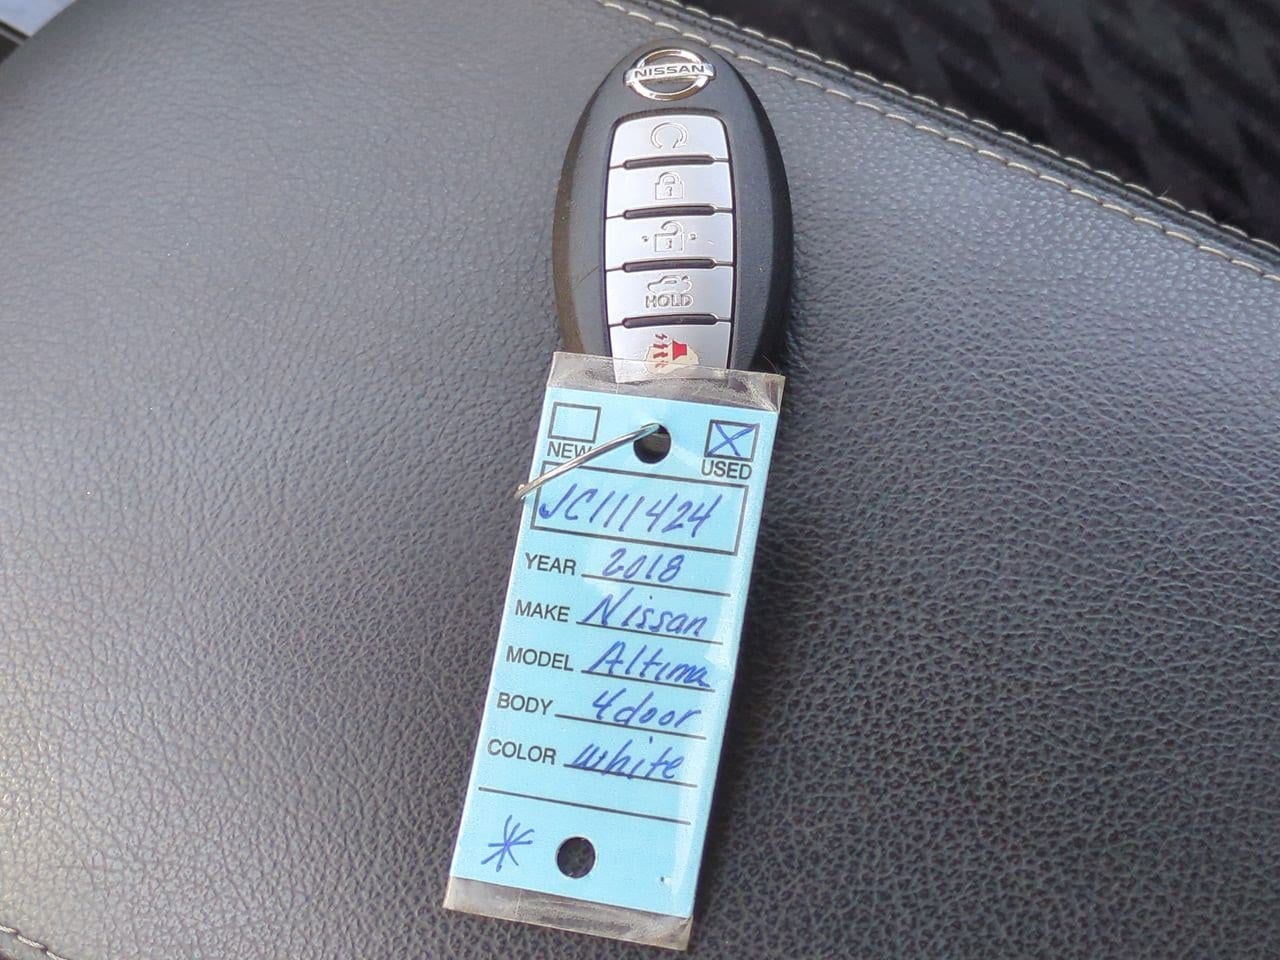 NISSAN
HOLD
NEW
USED
JC111424
YEAR 2018
MAKE Nissan
MODEL Altima
BODY 4door
COLOR white
*